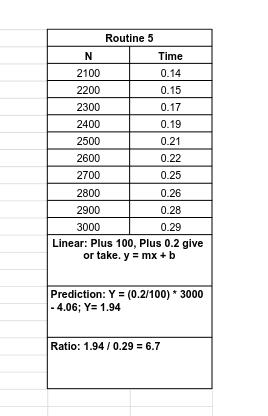 Routine 5
N Time
2100 0.14
2200 0.15
2300 0.17
2400 0.19
2500 0.21
2600 0.22
2700 0.25
2800 0.26
2900 0.28
3000 0.29
Linear: Plus 100, Plus 0.2 give
or take. y = mx + b
Prediction: Y = (0.2/100) * 3000
- 4.06; Y= 1.94
Ratio: 1.94 / 0.29 = 6.7